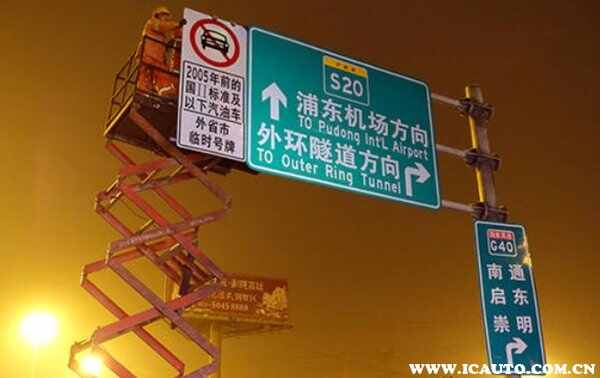 2005年前的
国II标准及
以下汽油车
外省市
临时号牌
S20
浦东机场方向
TO Pudong Int'L Airport
外环隧道方向
TO Outer Ring Tunnel
G40
南通
启东
崇明
5045 8888
WWW.ICAUTO.COM.CN